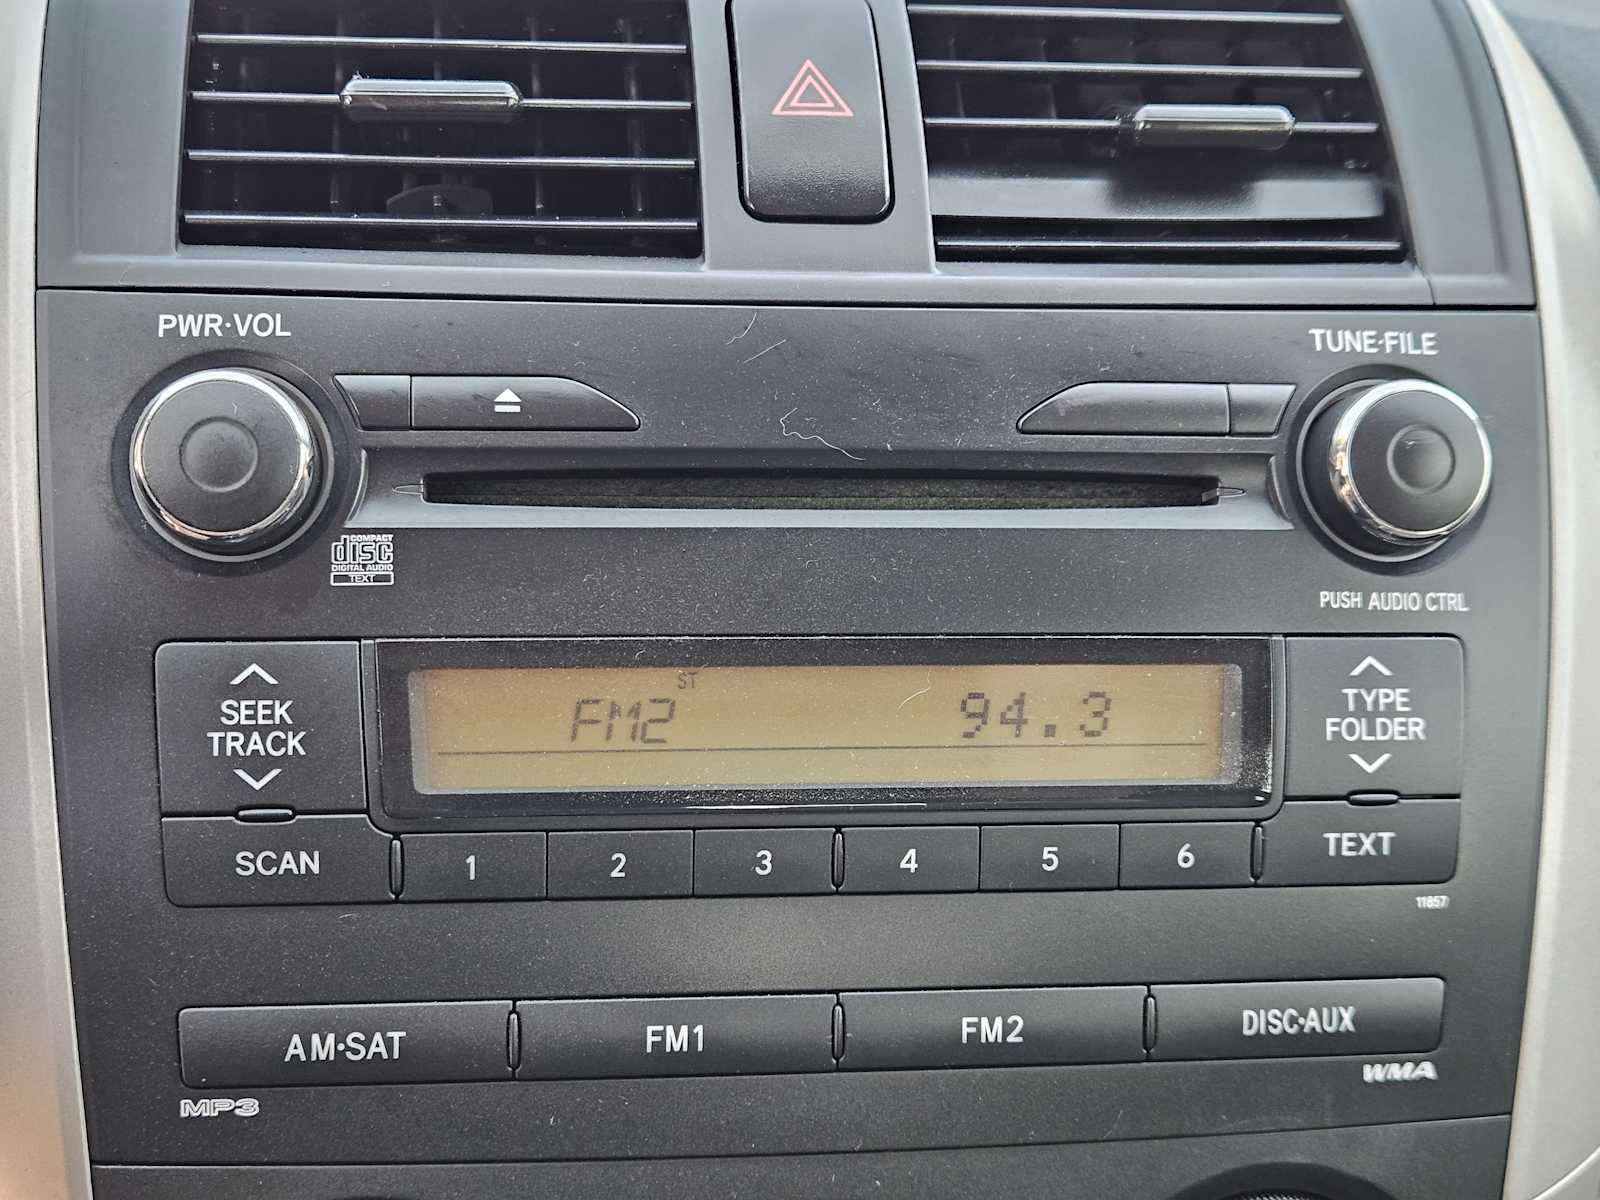 PWR·VOL
TUNE·FILE
COMPACT
disc
DIGITAL AUDIO
TEXT
PUSH AUDIO CTRL
SEEK
TRACK
ST
FM2 94.3
TYPE
FOLDER
SCAN
1 2 3 4 5 6
TEXT
11857
AM·SAT
FM1
FM2
DISC·AUX
MP3
WMA